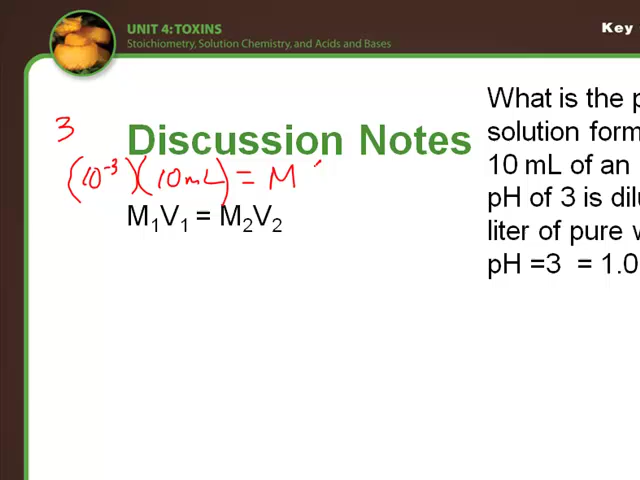 UNIT 4: TOXINS
Stoichiometry, Solution Chemistry, and Acids and Bases
Key
3
Discussion Notes
(10⁻³)(10mL) = M
M₁V₁ = M₂V₂
What is the p
solution form
10 mL of an
pH of 3 is dilu
liter of pure w
pH =3 = 1.0